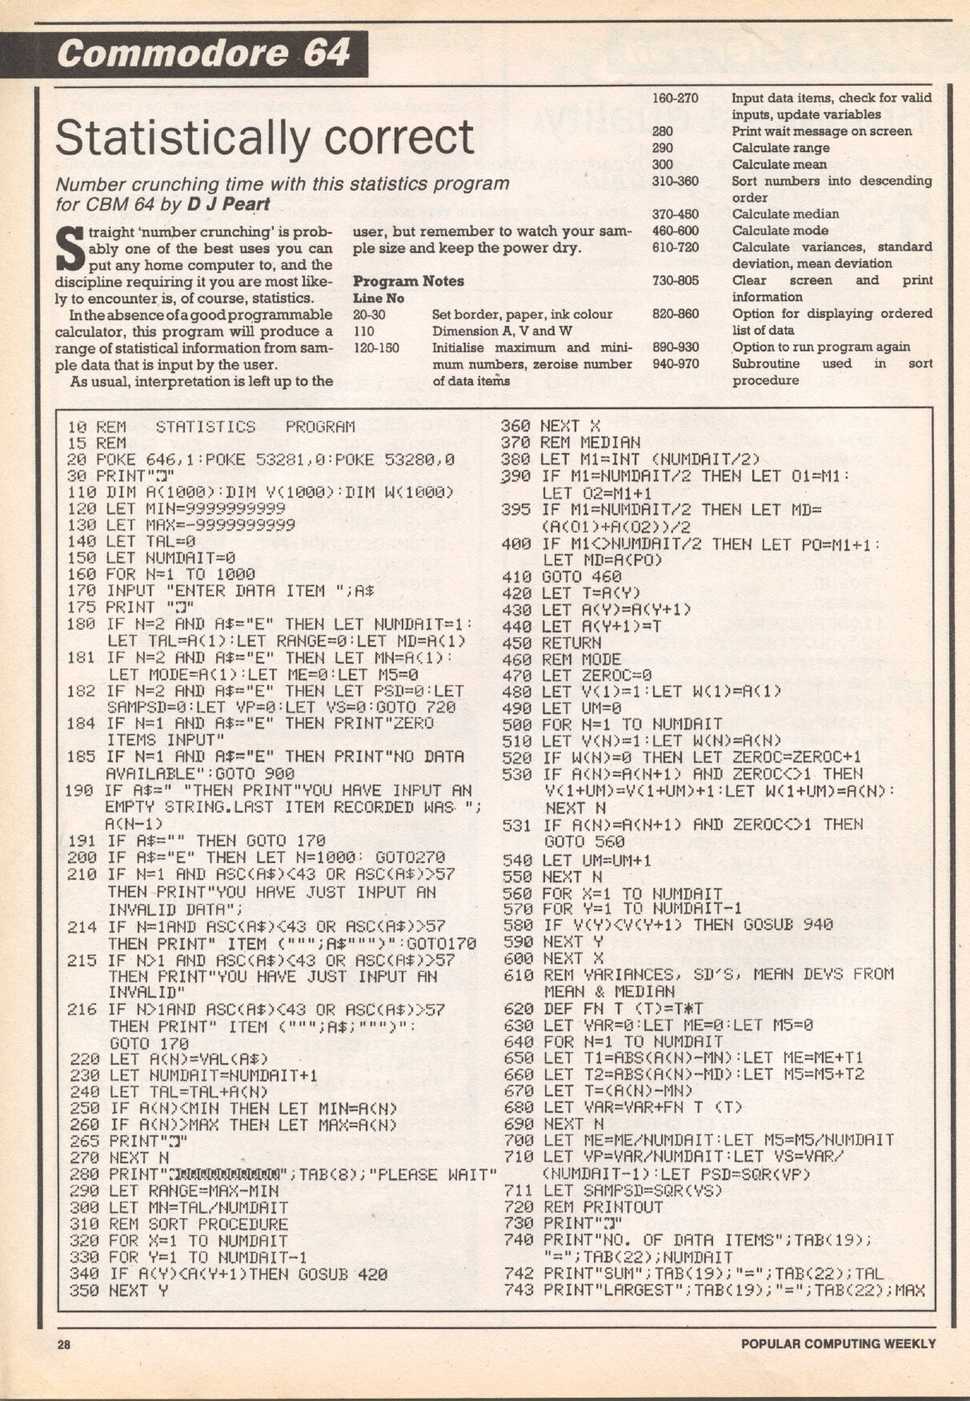 Commodore 64
Statistically correct
Number crunching time with this statistics program
for CBM 64 by D J Peart
Straight 'number crunching' is prob-
ably one of the best uses you can
put any home computer to, and the
discipline requiring it you are most like-
ly to encounter is, of course, statistics.
In the absence of a good programmable
calculator, this program will produce a
range of statistical information from sam-
ple data that is input by the user.
As usual, interpretation is left up to the
user, but remember to watch your sam-
ple size and keep the power dry.
Program Notes
Line No
20-30 Set border, paper, ink colour
110 Dimension A, V and W
120-150 Initialise maximum and mini-
mum numbers, zeroise number
of data items
160-270 Input data items, check for valid
inputs, update variables
280 Print wait message on screen
290 Calculate range
300 Calculate mean
310-360 Sort numbers into descending
order
370-450 Calculate median
460-600 Calculate mode
610-720 Calculate variances, standard
deviation, mean deviation
730-805 Clear screen and print
information
820-860 Option for displaying ordered
list of data
890-930 Option to run program again
940-970 Subroutine used in sort
procedure
10 REM STATISTICS PROGRAM
15 REM
20 POKE 646,1:POKE 53281,0:POKE 53280,0
30 PRINT""
110 DIM A(1000):DIM V(1000):DIM W(1000)
120 LET MIN=9999999999
130 LET MAX=-9999999999
140 LET TAL=0
150 LET NUMDAIT=0
160 FOR N=1 TO 1000
170 INPUT "ENTER DATA ITEM ";A$
175 PRINT ""
180 IF N=2 AND A$="E" THEN LET NUMDAIT=1:
LET TAL=A(1):LET RANGE=0:LET MD=A(1)
181 IF N=2 AND A$="E" THEN LET MN=A(1):
LET MODE=A(1):LET ME=0:LET M5=0
182 IF N=2 AND A$="E" THEN LET PSD=0:LET
SAMPSD=0:LET VP=0:LET VS=0:GOTO 720
184 IF N=1 AND A$="E" THEN PRINT"ZERO
ITEMS INPUT"
185 IF N=1 AND A$="E" THEN PRINT"NO DATA
AVAILABLE":GOTO 900
190 IF A$=" "THEN PRINT"YOU HAVE INPUT AN
EMPTY STRING.LAST ITEM RECORDED WAS ";
A(N-1)
191 IF A$="" THEN GOTO 170
200 IF A$="E" THEN LET N=1000: GOTO270
210 IF N=1 AND ASC(A$)<43 OR ASC(A$)>57
THEN PRINT"YOU HAVE JUST INPUT AN
INVALID DATA";
214 IF N=1AND ASC(A$)<43 OR ASC(A$)>57
THEN PRINT" ITEM (""";A$""")":GOTO170
215 IF N>1 AND ASC(A$)<43 OR ASC(A$)>57
THEN PRINT"YOU HAVE JUST INPUT AN
INVALID"
216 IF N>1AND ASC(A$)<43 OR ASC(A$)>57
THEN PRINT" ITEM (""";A$;""")":
GOTO 170
220 LET A(N)=VAL(A$)
230 LET NUMDAIT=NUMDAIT+1
240 LET TAL=TAL+A(N)
250 IF A(N)<MIN THEN LET MIN=A(N)
260 IF A(N)>MAX THEN LET MAX=A(N)
265 PRINT""
270 NEXT N
280 PRINT"";TAB(8);"PLEASE WAIT"
290 LET RANGE=MAX-MIN
300 LET MN=TAL/NUMDAIT
310 REM SORT PROCEDURE
320 FOR X=1 TO NUMDAIT
330 FOR Y=1 TO NUMDAIT-1
340 IF A(Y)<A(Y+1)THEN GOSUB 420
350 NEXT Y
360 NEXT X
370 REM MEDIAN
380 LET M1=INT (NUMDAIT/2)
390 IF M1=NUMDAIT/2 THEN LET O1=M1:
LET O2=M1+1
395 IF M1=NUMDAIT/2 THEN LET MD=
(A(O1)+A(O2))/2
400 IF M1<>NUMDAIT/2 THEN LET PO=M1+1:
LET MD=A(PO)
410 GOTO 460
420 LET T=A(Y)
430 LET A(Y)=A(Y+1)
440 LET A(Y+1)=T
450 RETURN
460 REM MODE
470 LET ZEROC=0
480 LET V(1)=1:LET W(1)=A(1)
490 LET UM=0
500 FOR N=1 TO NUMDAIT
510 LET V(N)=1:LET W(N)=A(N)
520 IF W(N)=0 THEN LET ZEROC=ZEROC+1
530 IF A(N)=A(N+1) AND ZEROC<>1 THEN
V(1+UM)=V(1+UM)+1:LET W(1+UM)=A(N):
NEXT N
531 IF A(N)=A(N+1) AND ZEROC<>1 THEN
GOTO 560
540 LET UM=UM+1
550 NEXT N
560 FOR X=1 TO NUMDAIT
570 FOR Y=1 TO NUMDAIT-1
580 IF V(Y)<V(Y+1) THEN GOSUB 940
590 NEXT Y
600 NEXT X
610 REM VARIANCES, SD'S, MEAN DEVS FROM
MEAN & MEDIAN
620 DEF FN T (T)=T*T
630 LET VAR=0:LET ME=0:LET M5=0
640 FOR N=1 TO NUMDAIT
650 LET T1=ABS(A(N)-MN):LET ME=ME+T1
660 LET T2=ABS(A(N)-MD):LET M5=M5+T2
670 LET T=(A(N)-MN)
680 LET VAR=VAR+FN T (T)
690 NEXT N
700 LET ME=ME/NUMDAIT:LET M5=M5/NUMDAIT
710 LET VP=VAR/NUMDAIT:LET VS=VAR/
(NUMDAIT-1):LET PSD=SQR(VP)
711 LET SAMPSD=SQR(VS)
720 REM PRINTOUT
730 PRINT""
740 PRINT"NO. OF DATA ITEMS";TAB(19);
"=";TAB(22);NUMDAIT
742 PRINT"SUM";TAB(19);"=";TAB(22);TAL
743 PRINT"LARGEST";TAB(19);"=";TAB(22);MAX
28
POPULAR COMPUTING WEEKLY